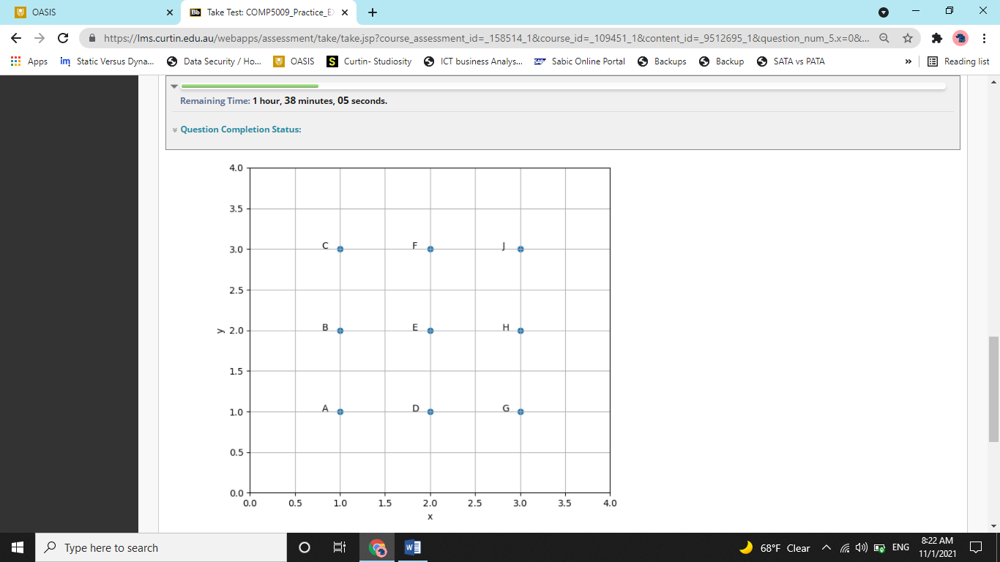 OASIS
Bb Take Test: COMP5009_Practice_E
https://lms.curtin.edu.au/webapps/assessment/take/take.jsp?course_assessment_id=_158514_1&course_id=_109451_1&content_id=_9512695_1&question_num_5.x=0&...
Apps im Static Versus Dyna... Data Security / Ho... OASIS S Curtin- Studiosity ICT business Analys... SAP Sabic Online Portal Backups Backup SATA vs PATA » Reading list
Remaining Time: 1 hour, 38 minutes, 05 seconds.
Question Completion Status:
4.0
3.5
C F J
3.0
2.5
B E H
y 2.0
1.5
A D G
1.0
0.5
0.0
0.0 0.5 1.0 1.5 2.0 2.5 3.0 3.5 4.0
x
Type here to search
W
68°F Clear
ENG
8:22 AM
11/1/2021